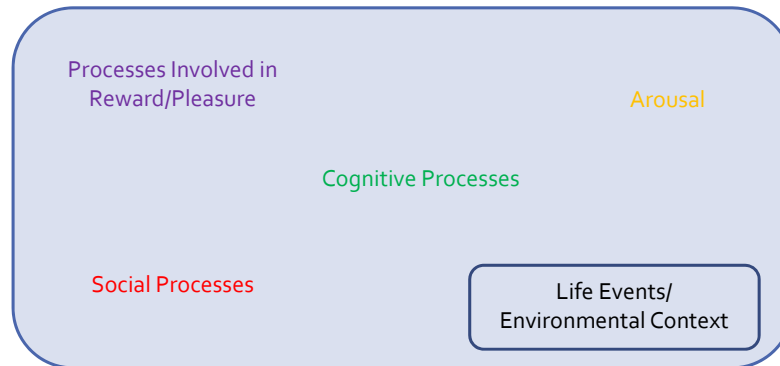 Processes Involved in
Reward/Pleasure
Arousal
Cognitive Processes
Social Processes
Life Events/
Environmental Context